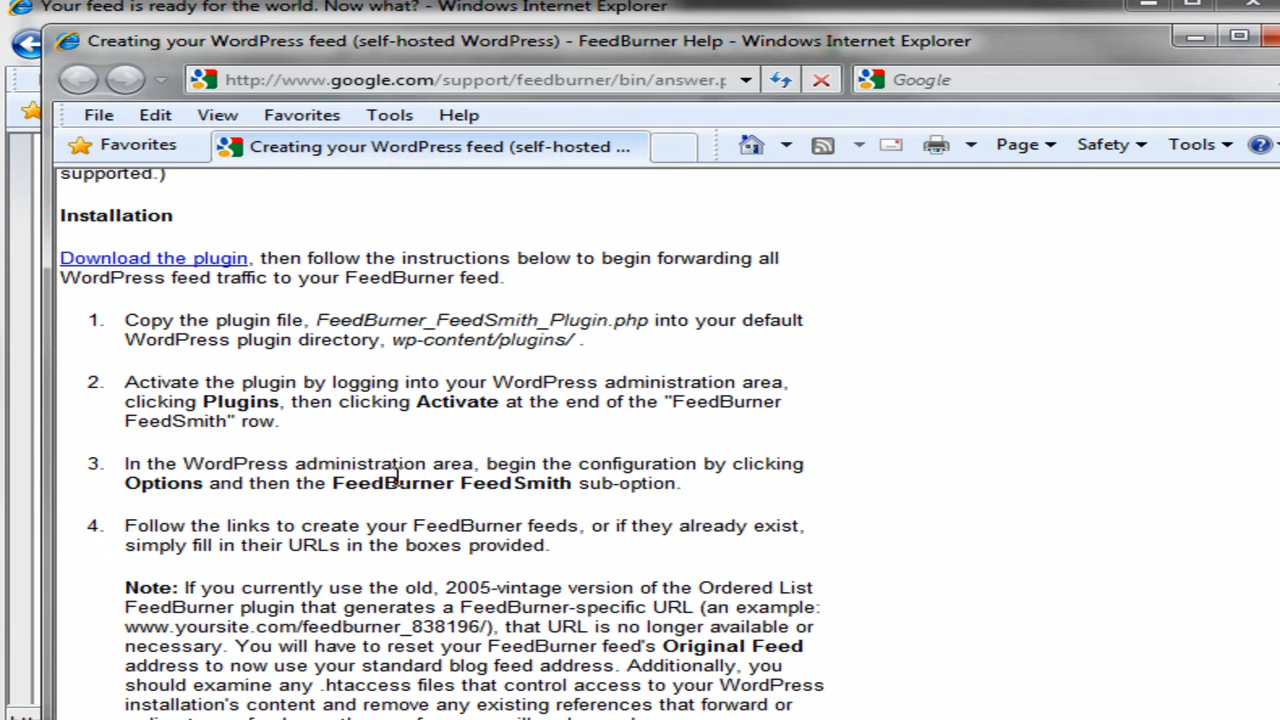 Your feed is ready for the world. Now what? - Windows Internet Explorer
Creating your WordPress feed (self-hosted WordPress) - FeedBurner Help - Windows Internet Explorer
http://www.google.com/support/feedburner/bin/answer.p
Google
File Edit View Favorites Tools Help
Favorites
Creating your WordPress feed (self-hosted ...
Page Safety Tools
supported.)
Installation
Download the plugin, then follow the instructions below to begin forwarding all
WordPress feed traffic to your FeedBurner feed.
1. Copy the plugin file, FeedBurner_FeedSmith_Plugin.php into your default
WordPress plugin directory, wp-content/plugins/ .
2. Activate the plugin by logging into your WordPress administration area,
clicking Plugins, then clicking Activate at the end of the "FeedBurner
FeedSmith" row.
3. In the WordPress administration area, begin the configuration by clicking
Options and then the FeedBurner FeedSmith sub-option.
4. Follow the links to create your FeedBurner feeds, or if they already exist,
simply fill in their URLs in the boxes provided.
Note: If you currently use the old, 2005-vintage version of the Ordered List
FeedBurner plugin that generates a FeedBurner-specific URL (an example:
www.yoursite.com/feedburner_838196/), that URL is no longer available or
necessary. You will have to reset your FeedBurner feed's Original Feed
address to now use your standard blog feed address. Additionally, you
should examine any .htaccess files that control access to your WordPress
installation's content and remove any existing references that forward or